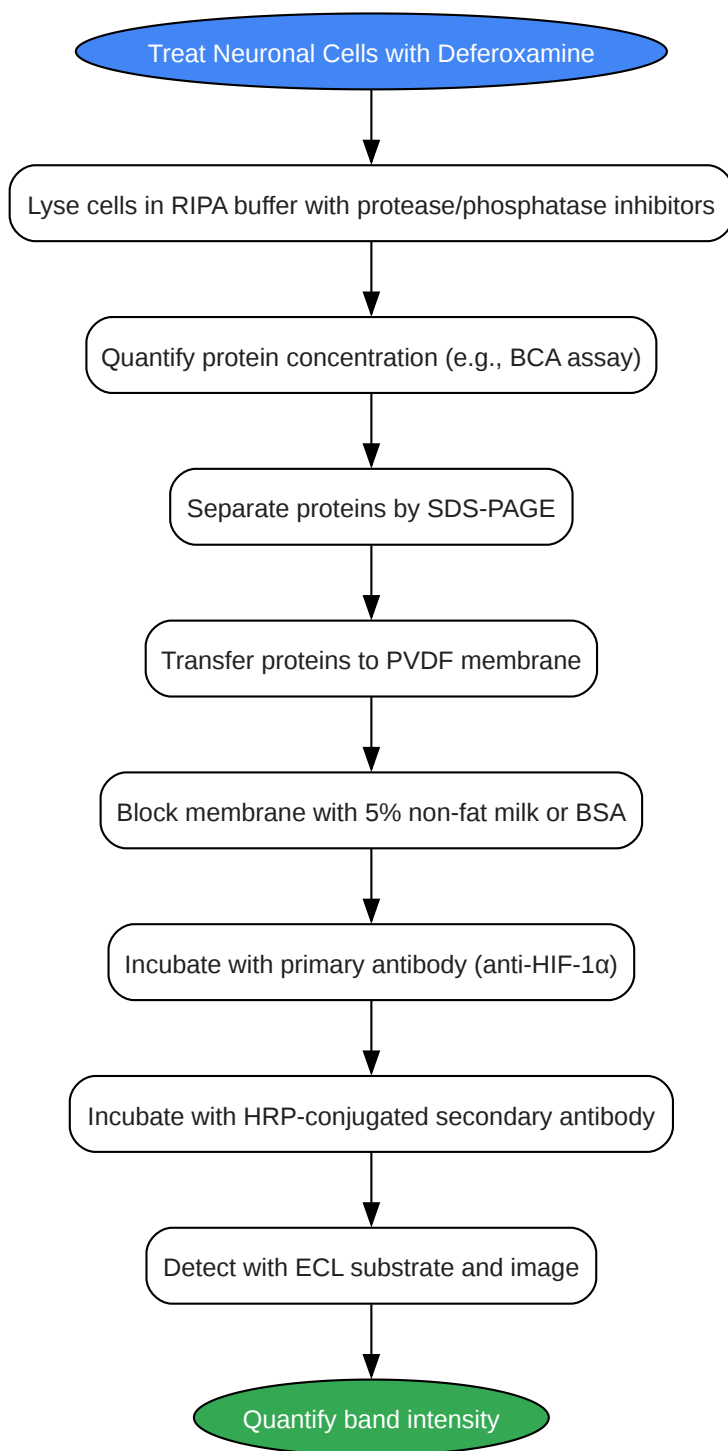 Treat Neuronal Cells with Deferoxamine
Lyse cells in RIPA buffer with protease/phosphatase inhibitors
Quantify protein concentration (e.g., BCA assay)
Separate proteins by SDS-PAGE
Transfer proteins to PVDF membrane
Block membrane with 5% non-fat milk or BSA
Incubate with primary antibody (anti-HIF-1α)
Incubate with HRP-conjugated secondary antibody
Detect with ECL substrate and image
Quantify band intensity